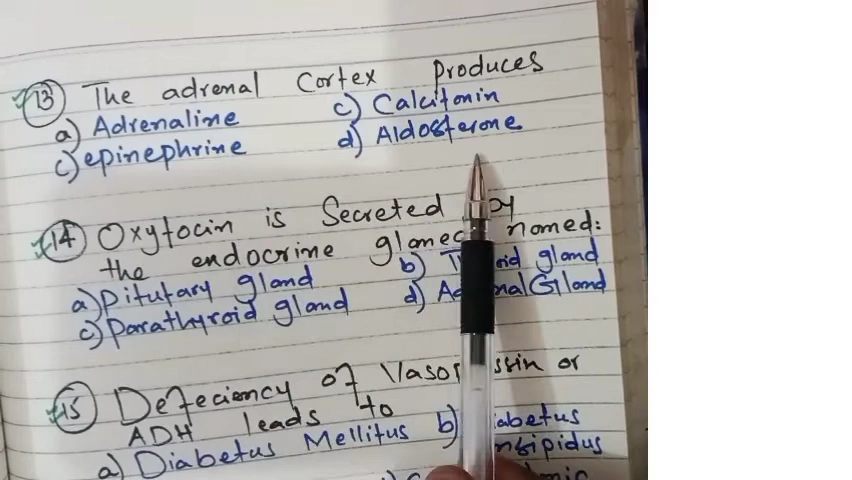 13 The adrenal Cortex Produces
a) Adrenaline c) Calcitonin
c) epinephrine d) Aldosterone
14 Oxytocin is Secreted by
the endocrine named:
a) Pitutary gland b) gland
c) Parathyroid gland d) Gland
15 Defeciency of or
ADH leads to
a) Diabetus Mellitus b)